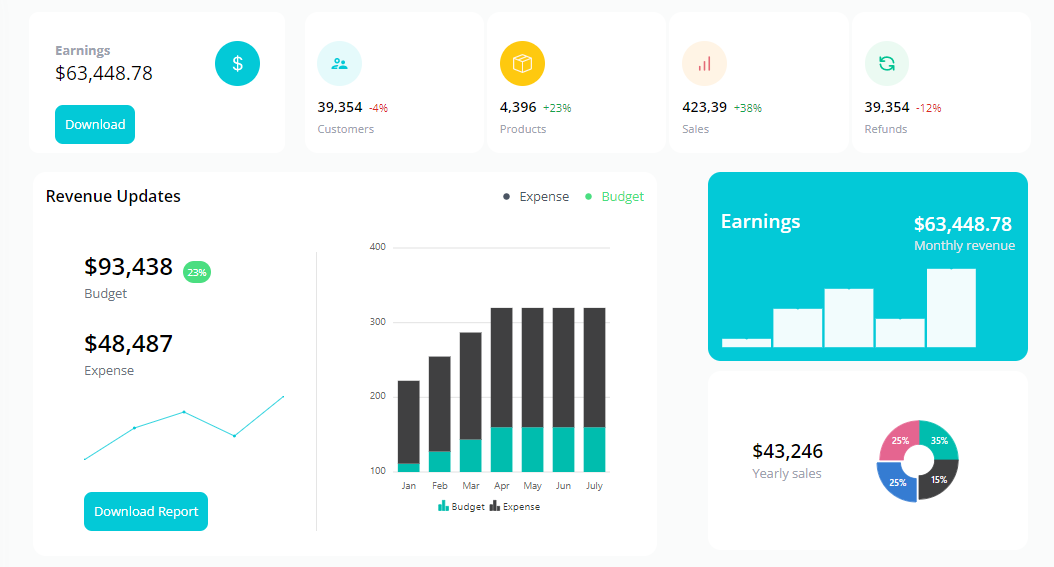 Earnings
$63,448.78
$
Download
39,354 -4%
Customers
4,396 +23%
Products
423,39 +38%
Sales
39,354 -12%
Refunds
Revenue Updates
Expense
Budget
$93,438 23%
Budget
$48,487
Expense
Download Report
400
300
200
100
Jan Feb Mar Apr May Jun July
Budget Expense
Earnings
$63,448.78
Monthly revenue
$43,246
Yearly sales
25% 35%
25% 15%